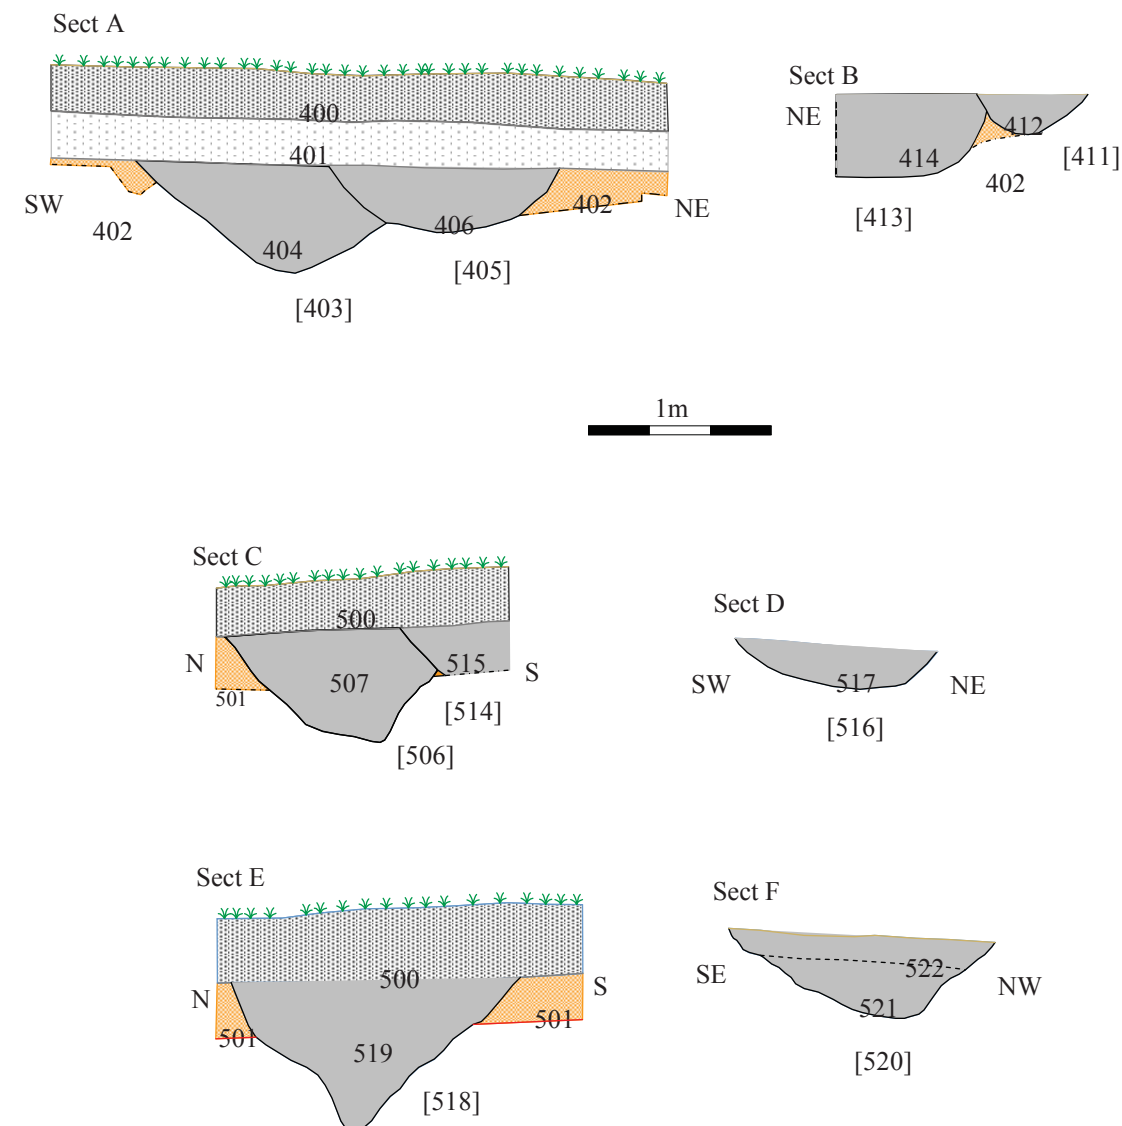 Sect A
400
401
SW
402
404
406
402
NE
[405]
[403]
Sect B
NE
412
414
[411]
402
[413]
1m
Sect C
500
N
507
515
S
501
[514]
[506]
Sect D
SW
517
NE
[516]
Sect E
500
N
S
501
501
519
[518]
Sect F
SE
522
NW
521
[520]